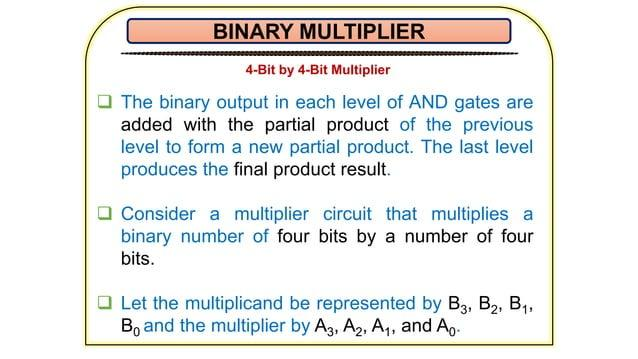 BINARY MULTIPLIER
4-Bit by 4-Bit Multiplier
❑ The binary output in each level of AND gates are
added with the partial product of the previous
level to form a new partial product. The last level
produces the final product result.
❑ Consider a multiplier circuit that multiplies a
binary number of four bits by a number of four
bits.
❑ Let the multiplicand be represented by B₃, B₂, B₁,
B₀ and the multiplier by A₃, A₂, A₁, and A₀.